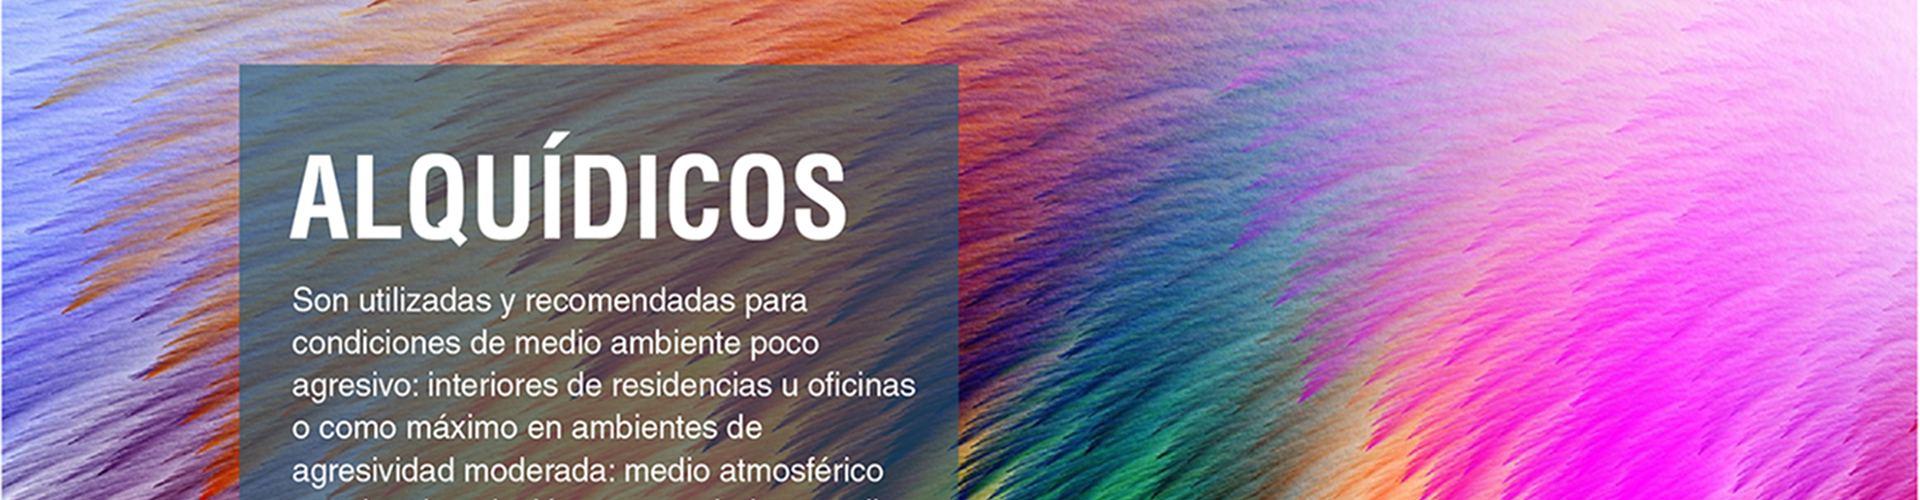 ALQUÍDICOS
Son utilizadas y recomendadas para
condiciones de medio ambiente poco
agresivo: interiores de residencias u oficinas
o como máximo en ambientes de
agresividad moderada: medio atmosférico